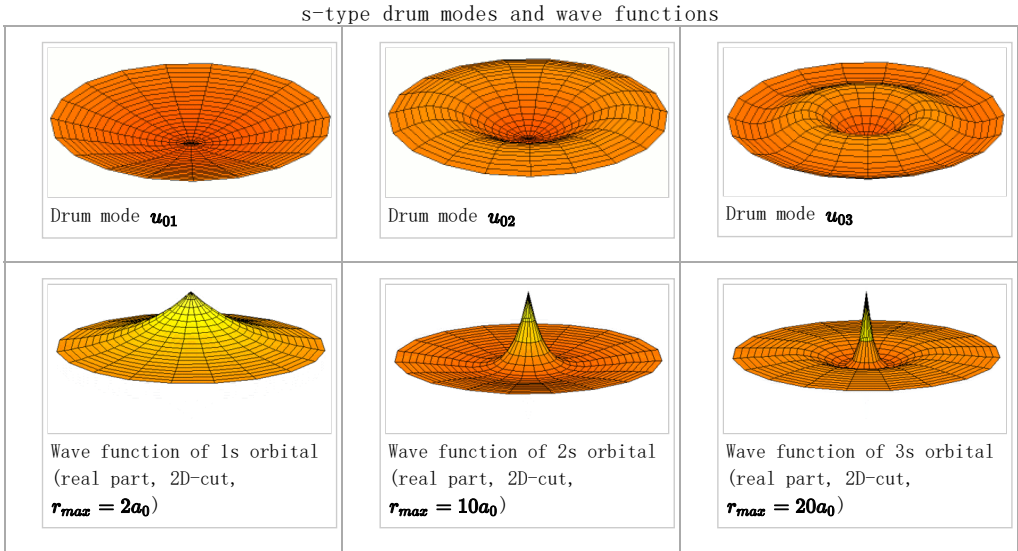 s-type drum modes and wave functions
Drum mode u01
Drum mode u02
Drum mode u03
Wave function of 1s orbital
(real part, 2D-cut,
rmax = 2a0)
Wave function of 2s orbital
(real part, 2D-cut,
rmax = 10a0)
Wave function of 3s orbital
(real part, 2D-cut,
rmax = 20a0)